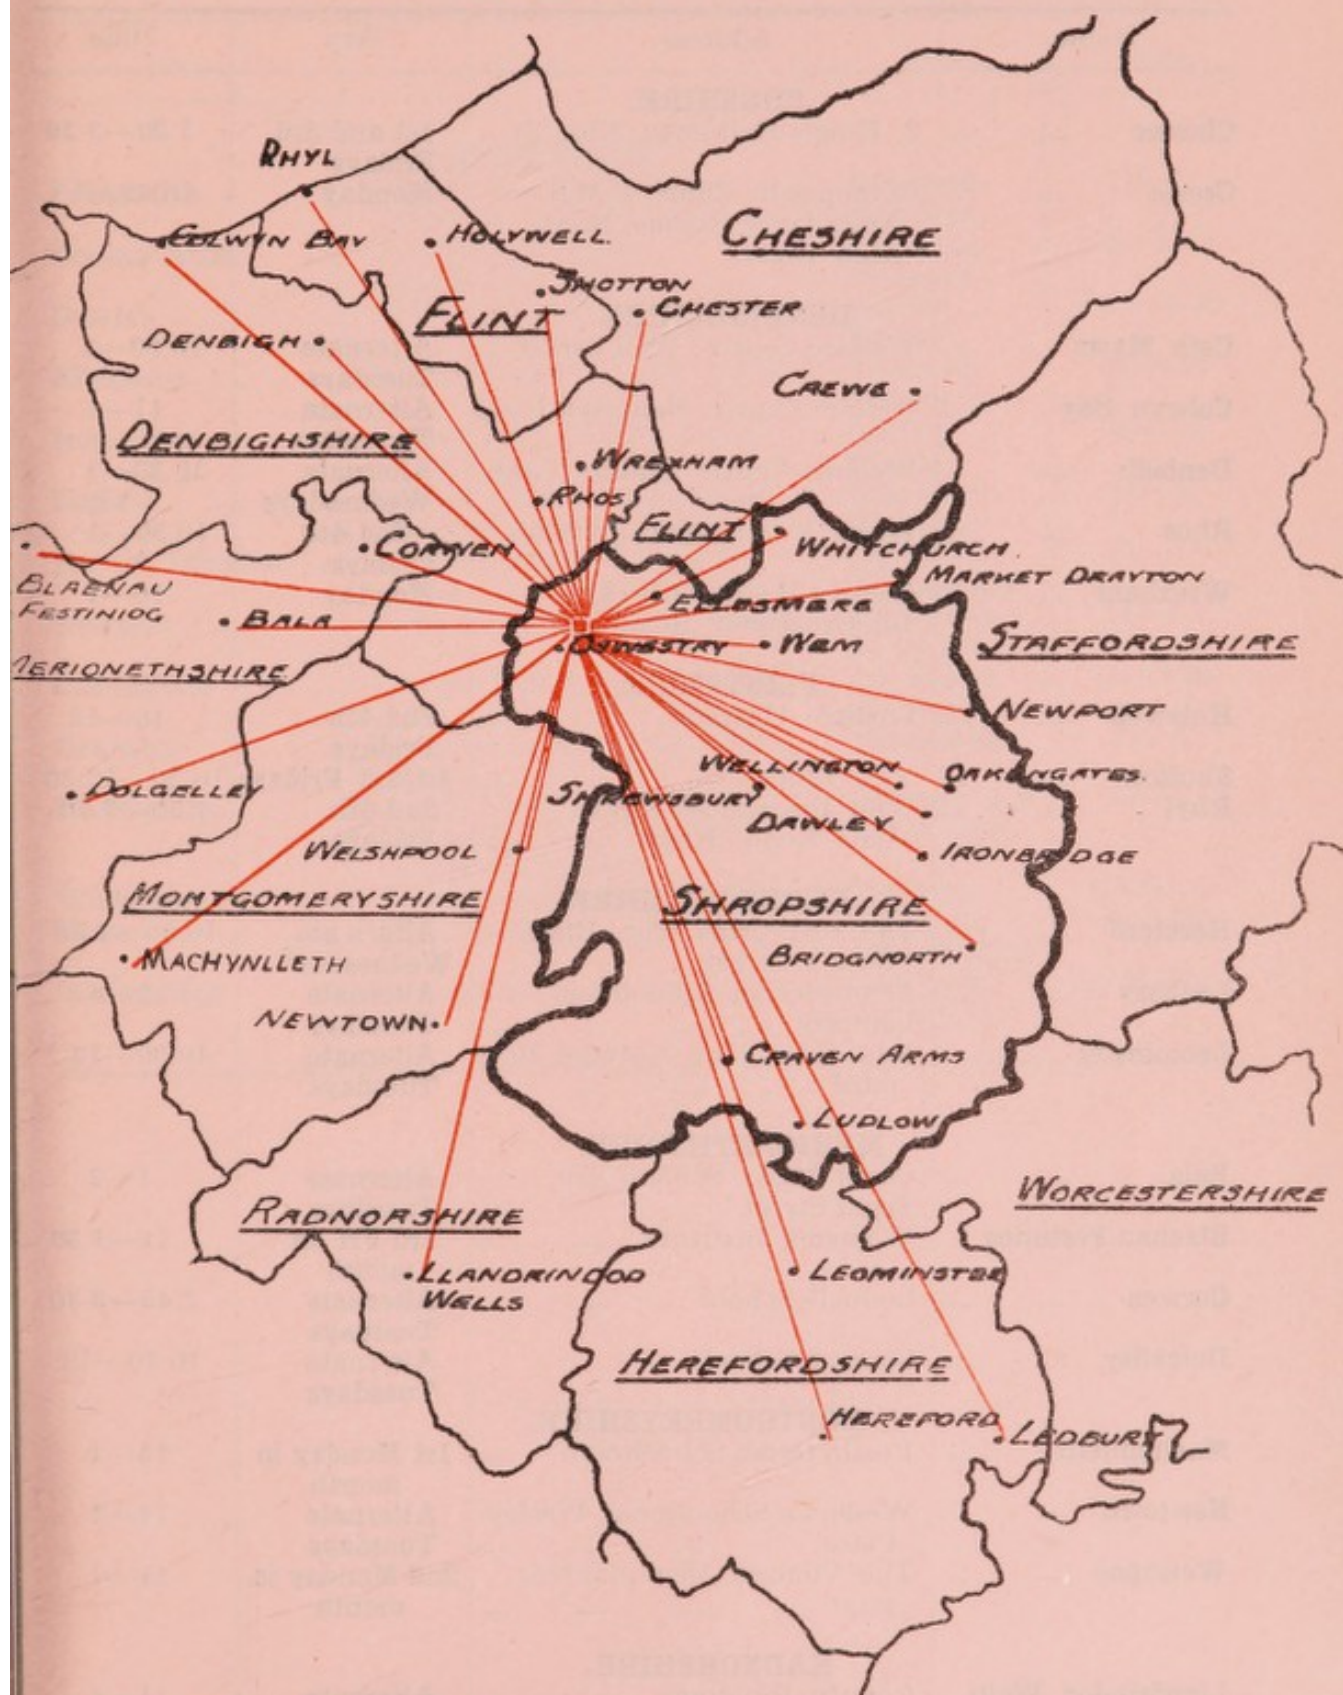 RHYL
COLWYN BAY
HOLYWELL.
CHESHIRE
SHOTTON
FLINT
CHESTER
DENBIGH
CREWE
DENBIGHSHIRE
WREXHAM
RHOS
FLINT
CORWEN
WHITCHURCH
BLAENAU
FESTINIOG
MARKET DRAYTON
ELLESMERE
BALA
OSWESTRY
WEM
STAFFORDSHIRE
MERIONETHSHIRE
NEWPORT
WELLINGTON
OAKENGATES
DOLGELLEY
SHREWSBURY
DAWLEY
WELSHPOOL
IRONBRIDGE
MONTGOMERYSHIRE
SHROPSHIRE
BRIDGNORTH
MACHYNLLETH
NEWTOWN
CRAVEN ARMS
LUDLOW
RADNORSHIRE
WORCESTERSHIRE
LLANDRINDOD
WELLS
LEOMINSTER
HEREFORDSHIRE
HEREFORD
LEDBURY